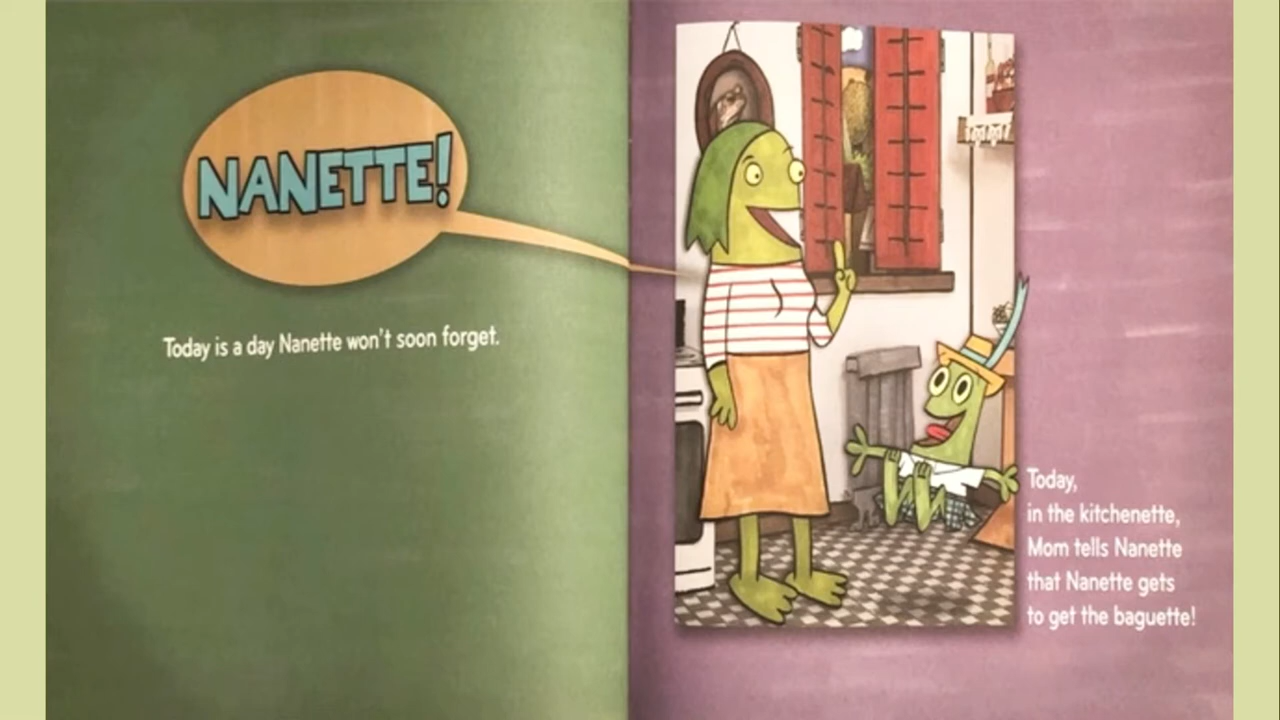 NANETTE!
Today is a day Nanette won't soon forget.
Today,
in the kitchenette,
Mom tells Nanette
that Nanette gets
to get the baguette!